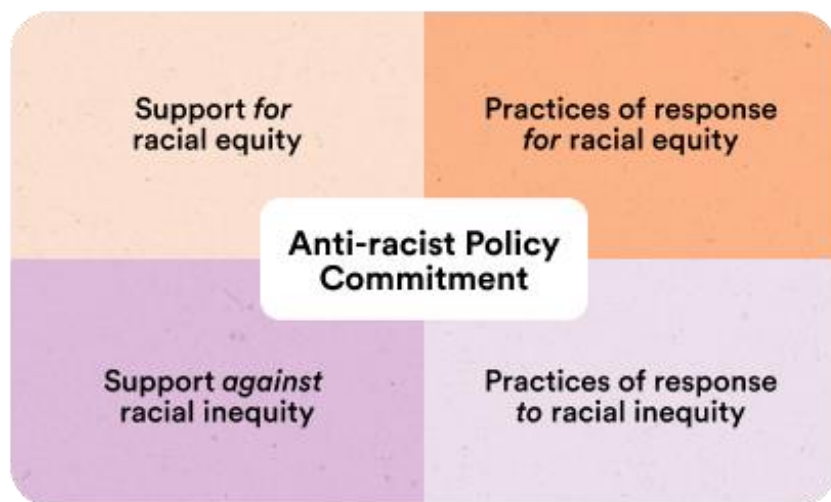 Support for
racial equity
Practices of response
for racial equity
Anti-racist Policy
Commitment
Support against
racial inequity
Practices of response
to racial inequity